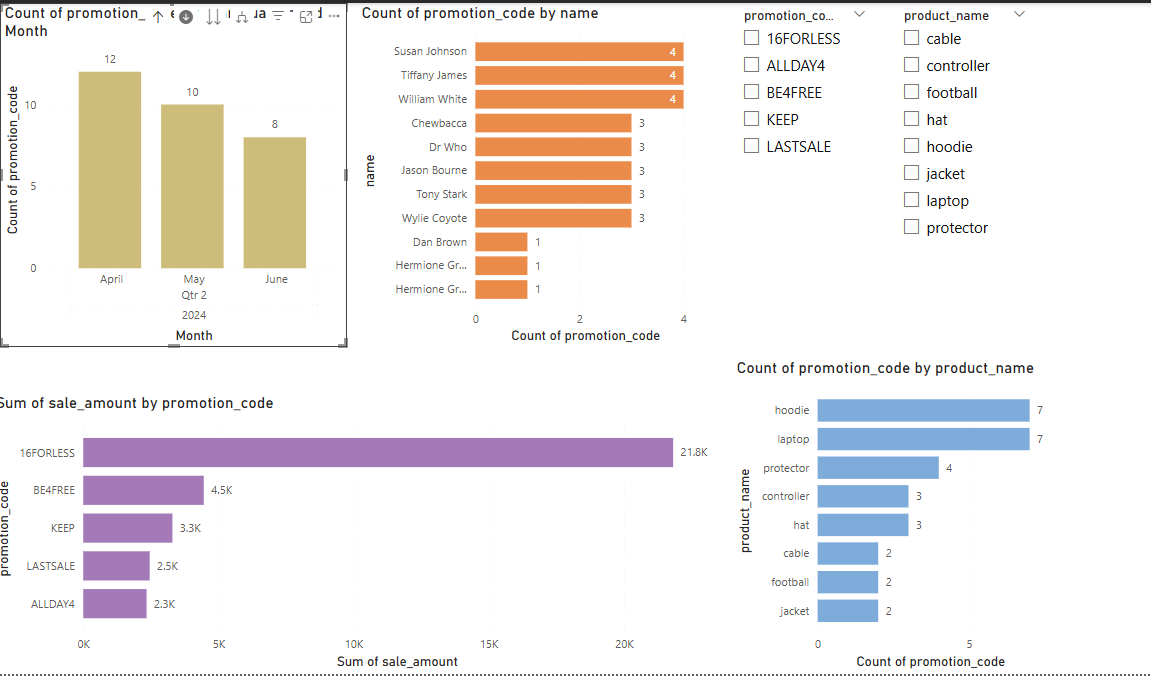 Count of promotion_
Month
12
10
8
10
5
0
Count of promotion_code
April
May
June
Qtr 2
2024
Month
Count of promotion_code by name
Susan Johnson 4
Tiffany James 4
William White 4
Chewbacca 3
Dr Who 3
Jason Bourne 3
Tony Stark 3
Wylie Coyote 3
Dan Brown 1
Hermione Gr... 1
Hermione Gr... 1
name
0 2 4
Count of promotion_code
promotion_co...
16FORLESS
ALLDAY4
BE4FREE
KEEP
LASTSALE
product_name
cable
controller
football
hat
hoodie
jacket
laptop
protector
Sum of sale_amount by promotion_code
16FORLESS 21.8K
BE4FREE 4.5K
KEEP 3.3K
LASTSALE 2.5K
ALLDAY4 2.3K
promotion_code
0K 5K 10K 15K 20K
Sum of sale_amount
Count of promotion_code by product_name
hoodie 7
laptop 7
protector 4
controller 3
hat 3
cable 2
football 2
jacket 2
product_name
0 5
Count of promotion_code